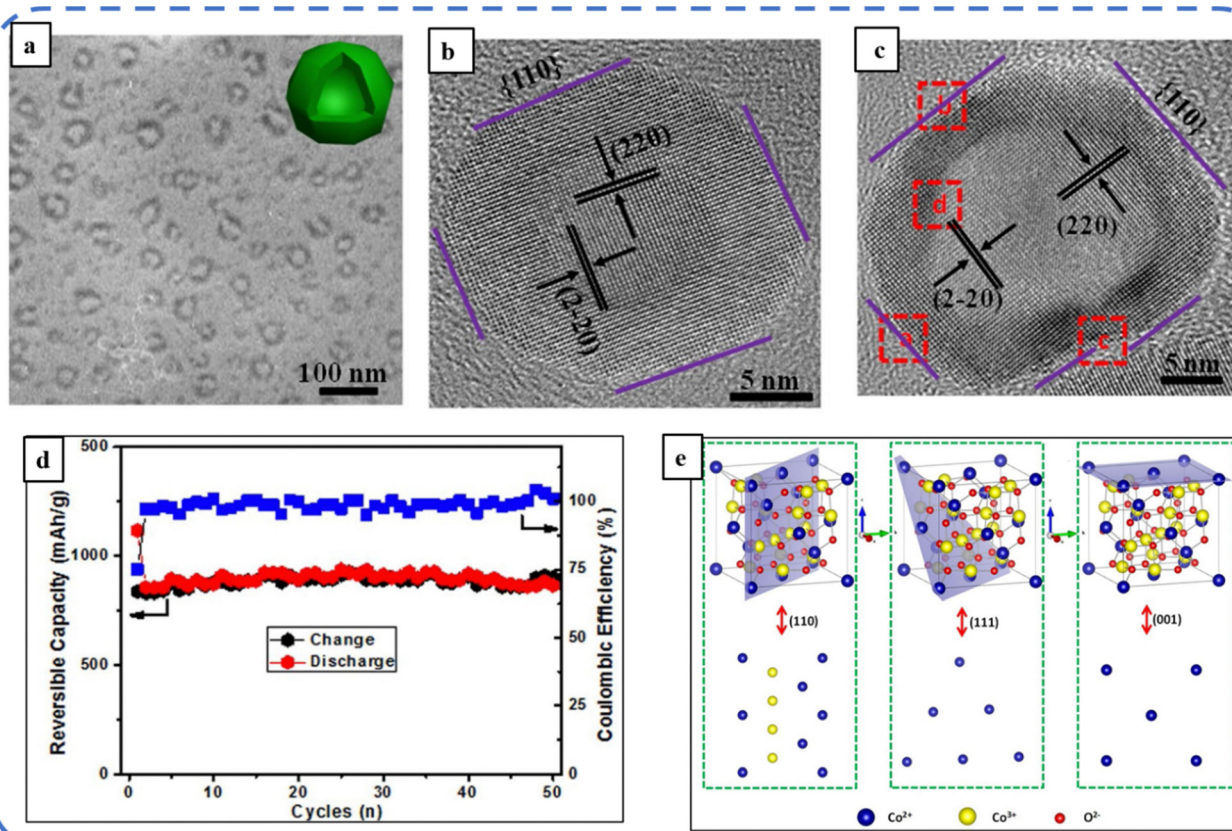 a
100 nm
b
{110}
(220)
(2-20)
5 nm
c
b
{110}
d
(220)
(2-20)
c
5 nm
d
Reversible Capacity (mAh/g)
500
1000
500
0
0
10
20
30
40
50
Cycles (n)
Change
Discharge
100
75
50
25
0
Coulombic Efficiency (%)
e
(110)
(111)
(001)
Co2+
Co3+
O2-